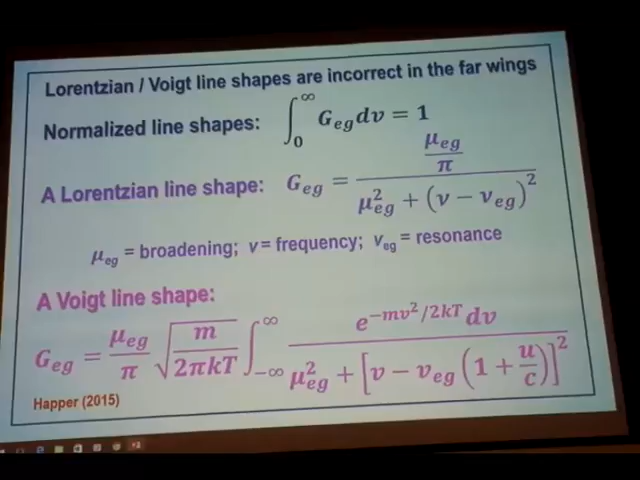 Lorentzian / Voigt line shapes are incorrect in the far wings
Normalized line shapes: ∫₀^∞ G_eg dν = 1
A Lorentzian line shape: G_eg = (μ_eg/π) / (μ_eg² + (ν − ν_eg)²)
μ_eg = broadening; ν = frequency; ν_eg = resonance
A Voigt line shape:
G_eg = (μ_eg/π) √(m/2πkT) ∫_−∞^∞ (e^(−mv²/2kT) dv) / (μ_eg² + [ν − ν_eg (1 + u/c)]²)
Happer (2015)